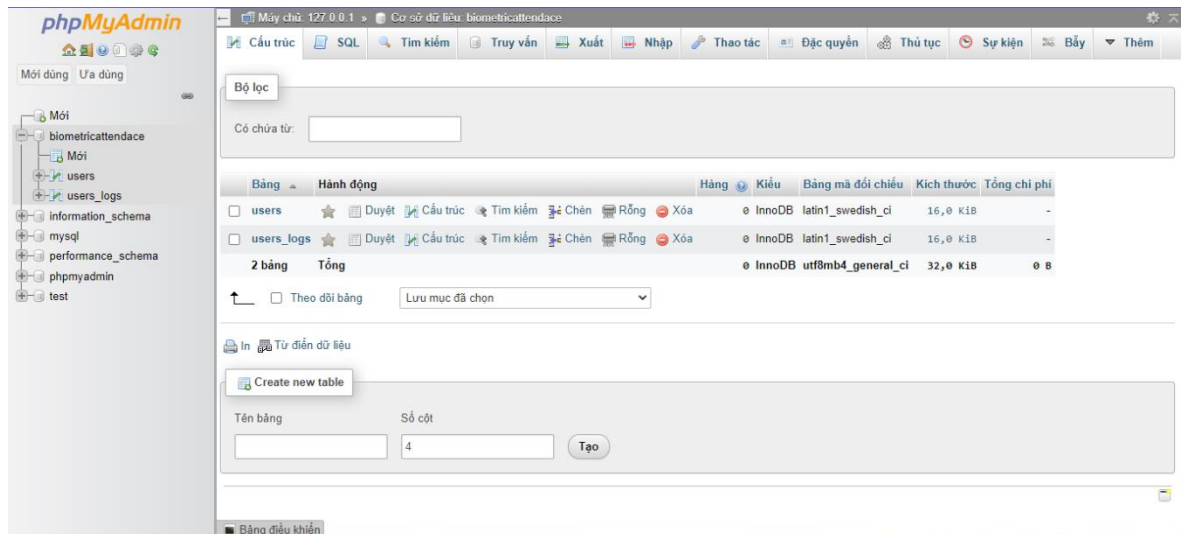 phpMyAdmin
Mới dùng Ưa dùng
Mới
biometricattendace
Mới
users
users_logs
information_schema
mysql
performance_schema
phpmyadmin
test
Máy chủ: 127.0.0.1 » Cơ sở dữ liệu: biometricattendace
Cấu trúc SQL Tìm kiếm Truy vấn Xuất Nhập Thao tác Đặc quyền Thủ tục Sự kiện Bẫy Thêm
Bộ lọc
Có chứa từ:
Bảng Hành động Hàng Kiểu Bảng mã đối chiếu Kích thước Tổng chi phí
users Duyệt Cấu trúc Tìm kiếm Chèn Rỗng Xóa 0 InnoDB latin1_swedish_ci 16,0 KiB -
users_logs Duyệt Cấu trúc Tìm kiếm Chèn Rỗng Xóa 0 InnoDB latin1_swedish_ci 16,0 KiB -
2 bảng Tổng 0 InnoDB utf8mb4_general_ci 32,0 KiB 0 B
Theo dõi bảng Lưu mục đã chọn
In Từ điển dữ liệu
Create new table
Tên bảng Số cột
4 Tạo
Bảng điều khiển